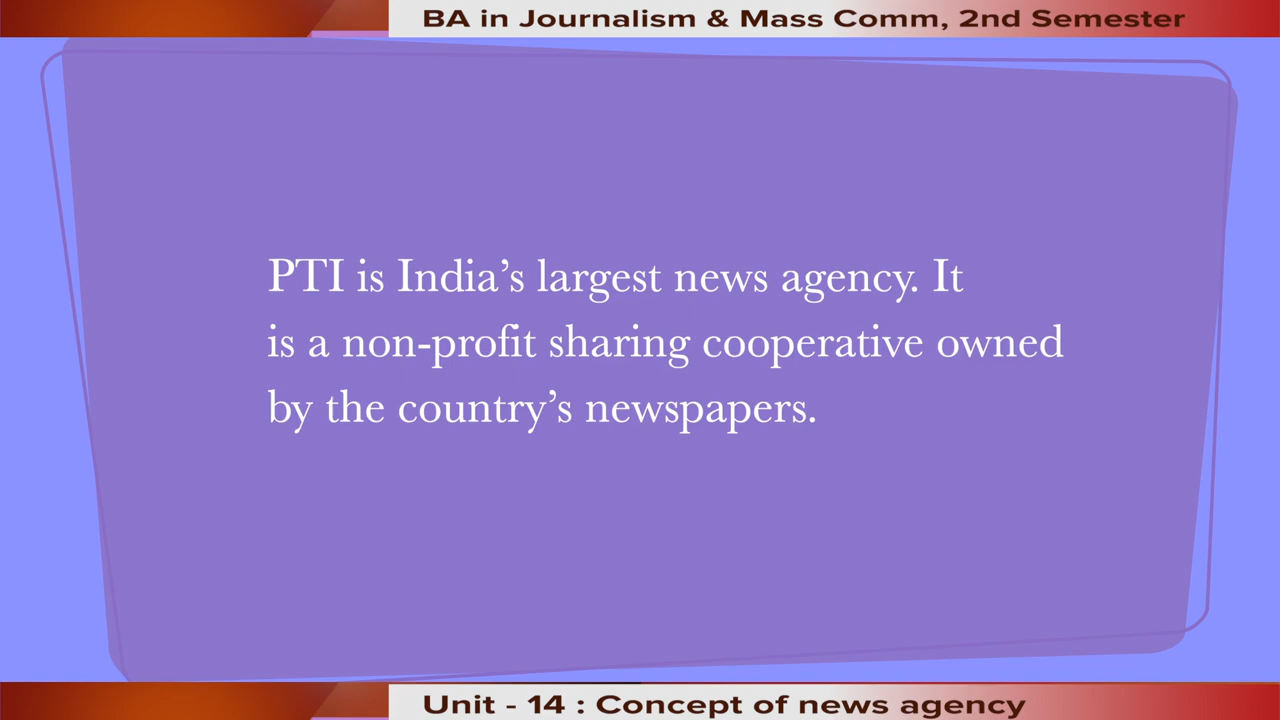 BA in Journalism & Mass Comm, 2nd Semester
PTI is India’s largest news agency. It
is a non-profit sharing cooperative owned
by the country’s newspapers.
Unit - 14 : Concept of news agency